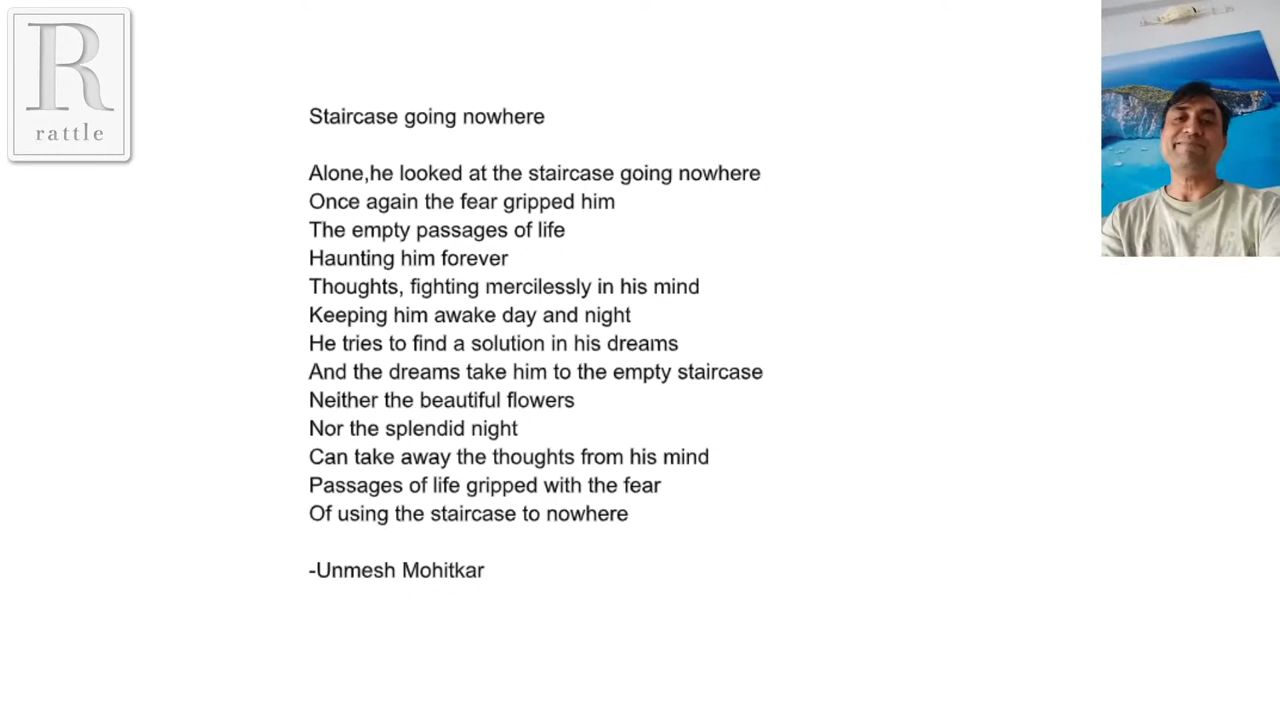 R
rattle
Staircase going nowhere
Alone,he looked at the staircase going nowhere
Once again the fear gripped him
The empty passages of life
Haunting him forever
Thoughts, fighting mercilessly in his mind
Keeping him awake day and night
He tries to find a solution in his dreams
And the dreams take him to the empty staircase
Neither the beautiful flowers
Nor the splendid night
Can take away the thoughts from his mind
Passages of life gripped with the fear
Of using the staircase to nowhere
-Unmesh Mohitkar